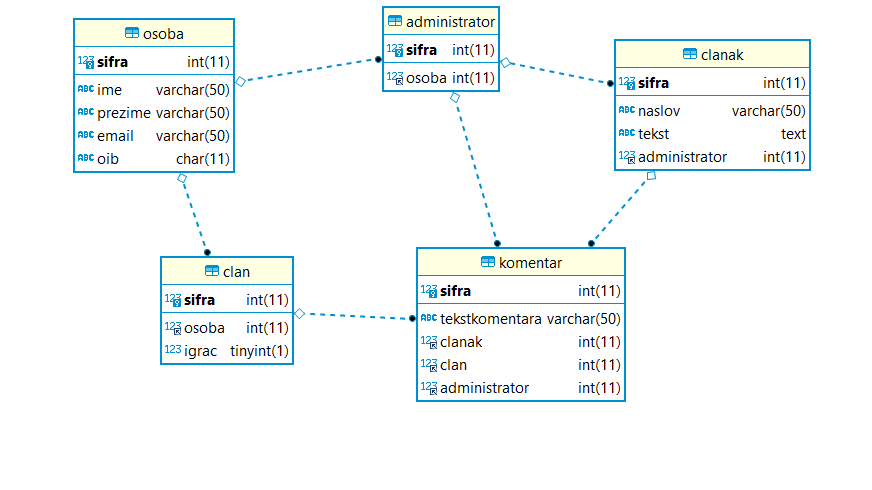 osoba
123 sifra int(11)
ABC ime varchar(50)
ABC prezime varchar(50)
ABC email varchar(50)
ABC oib char(11)
administrator
123 sifra int(11)
123 osoba int(11)
clanak
123 sifra int(11)
ABC naslov varchar(50)
ABC tekst text
123 administrator int(11)
clan
123 sifra int(11)
123 osoba int(11)
123 igrac tinyint(1)
komentar
123 sifra int(11)
ABC tekstkomentara varchar(50)
123 clanak int(11)
123 clan int(11)
123 administrator int(11)